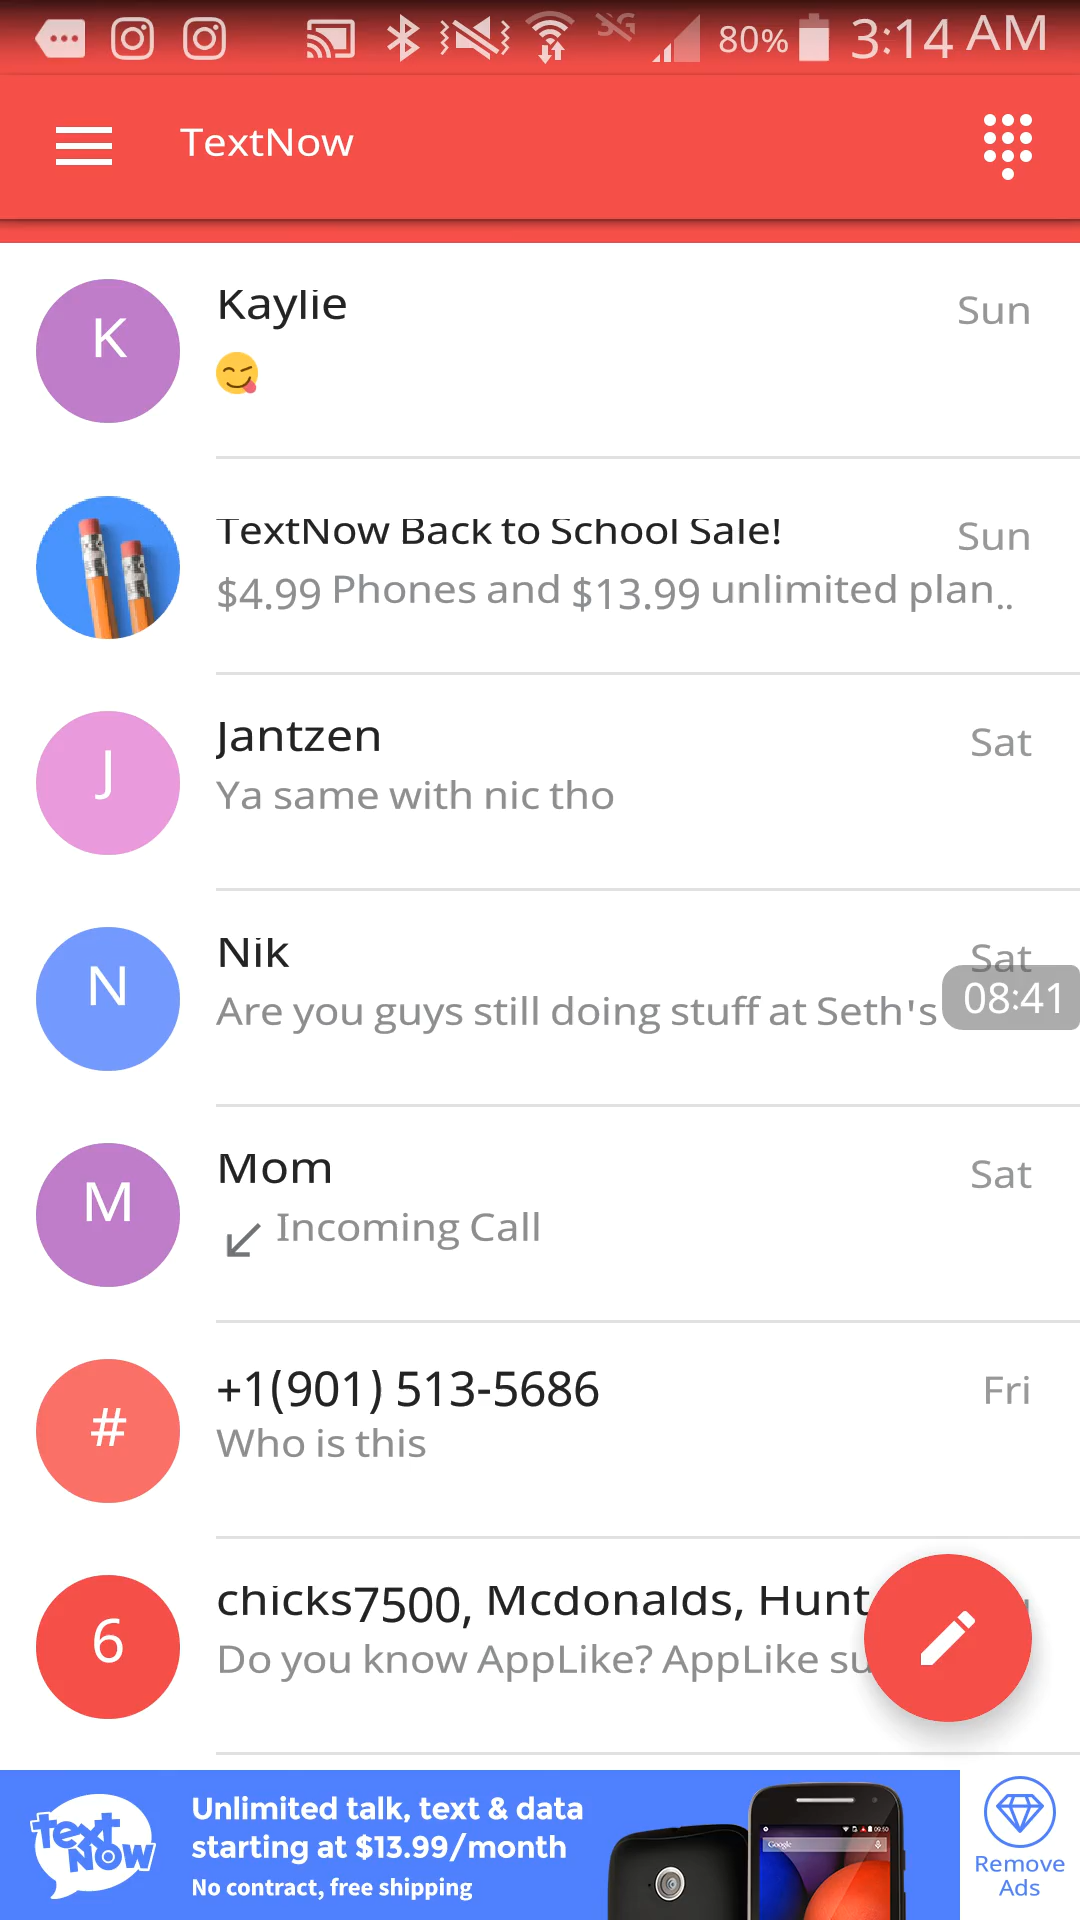 3G 80% 3:14 AM
TextNow
Kaylie Sun
K
TextNow Back to School Sale! Sun
$4.99 Phones and $13.99 unlimited plan..
Jantzen Sat
J
Ya same with nic tho
Nik Sat
N
Are you guys still doing stuff at Seth's
08:41
Mom Sat
M
Incoming Call
+1(901) 513-5686 Fri
#
Who is this
chicks7500, Mcdonalds, Hunt
6
Do you know AppLike? AppLike su
text NOW
Unlimited talk, text & data
starting at $13.99/month
No contract, free shipping
09:50
Google
Remove
Ads